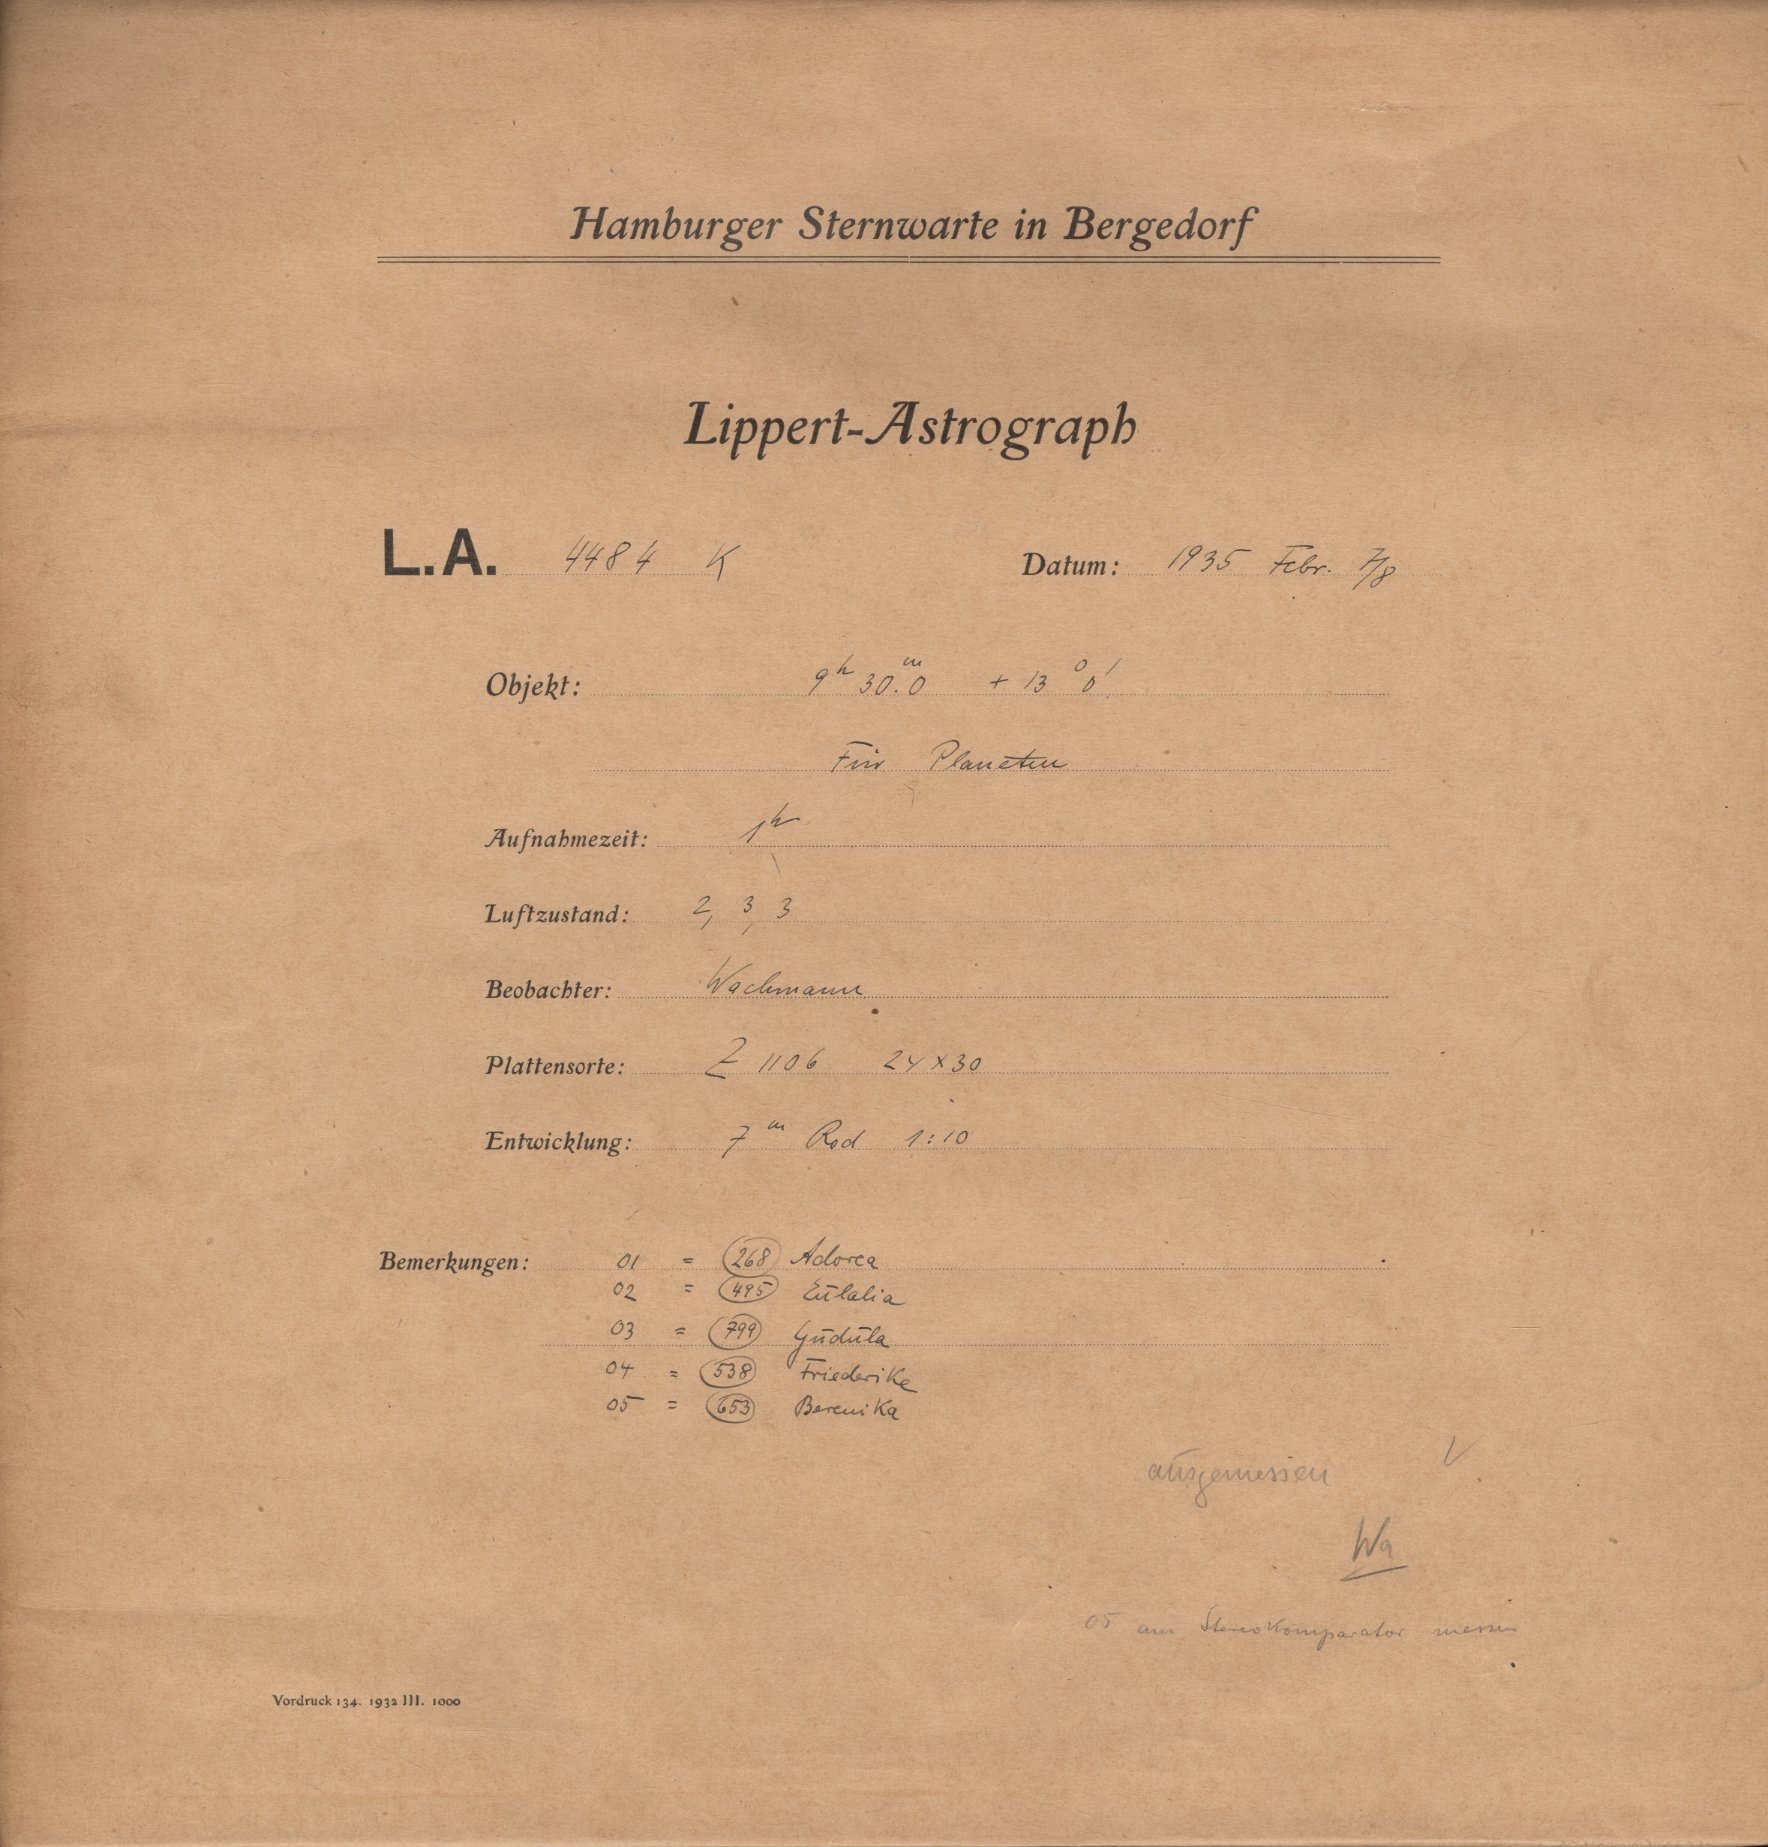 Hamburger Sternwarte in Bergedorf
Lippert-Astrograph
L.A. 4484 K Datum: 1935 Febr. 7/8
Objekt: 9ʰ 30.ᵐ0 + 13° 0'
Für Planeten
Aufnahmezeit: 1ʰ
Luftzustand: 2, 3, 3
Beobachter: Wachmann
Plattensorte: Z 1106 24 x 30
Entwicklung: 7ᵐ Rod 1:10
Bemerkungen: 01 = (268) Adorea
02 = (495) Eulalia
03 = (799) Gudula
04 = (538) Friederike
05 = (653) Berenika
ausgemessen V
Wa
05 am Stereokomparator messen
Vordruck 134. 1932 III. 1000